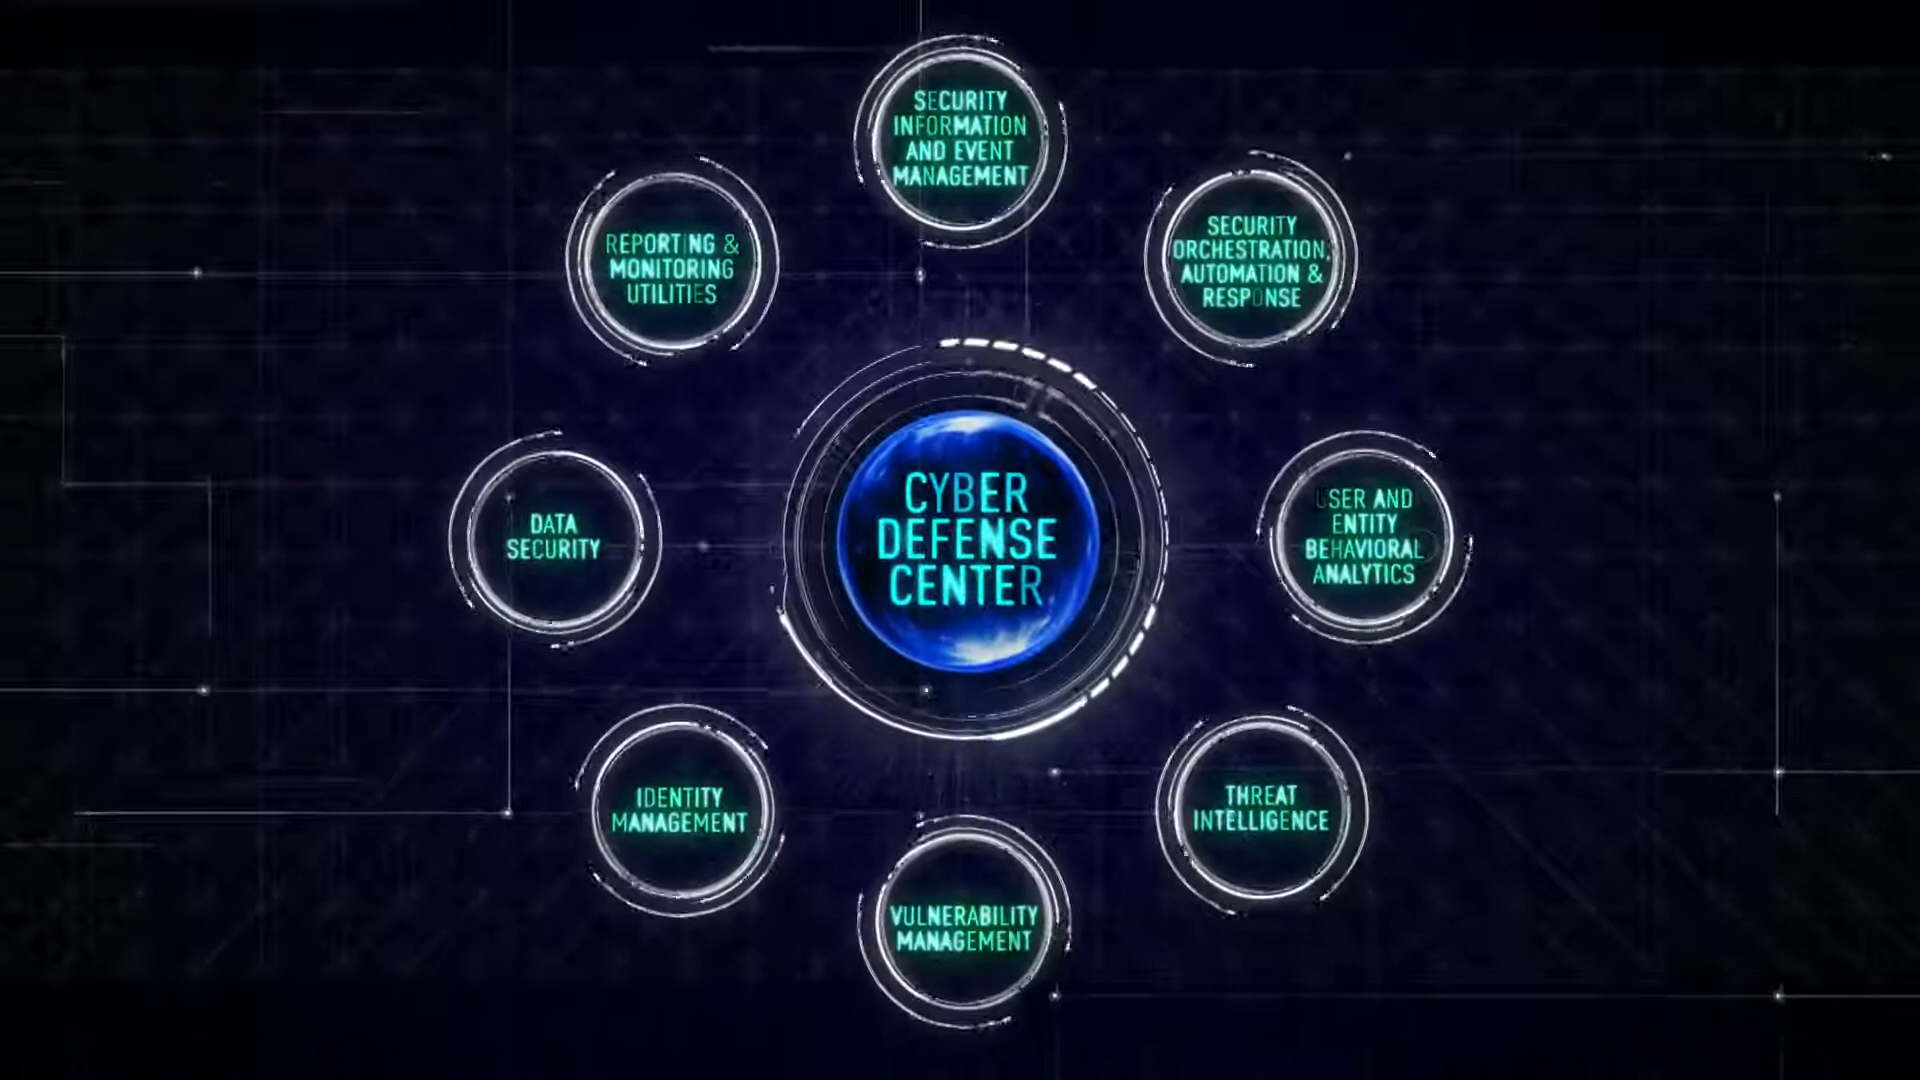 SECURITY
INFORMATION
AND EVENT
MANAGEMENT
REPORTING &
MONITORING
UTILITIES
SECURITY
ORCHESTRATION,
AUTOMATION &
RESPONSE
CYBER
DEFENSE
CENTER
DATA
SECURITY
USER AND
ENTITY
BEHAVIORAL
ANALYTICS
IDENTITY
MANAGEMENT
THREAT
INTELLIGENCE
VULNERABILITY
MANAGEMENT